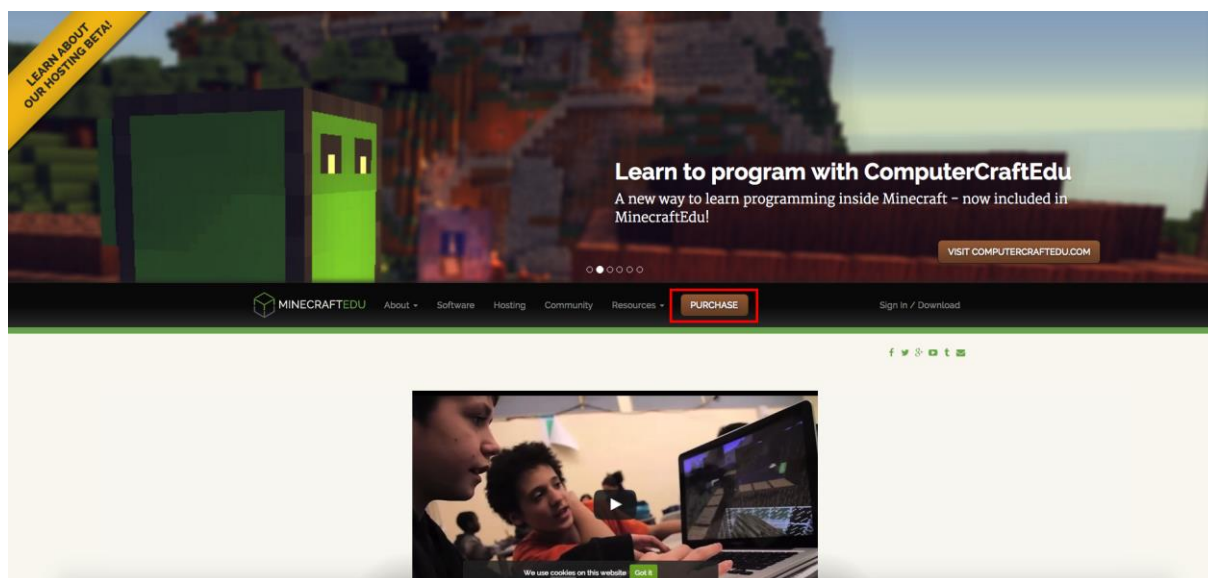 LEARN ABOUT
OUR HOSTING BETA!
Learn to program with ComputerCraftEdu
A new way to learn programming inside Minecraft – now included in
MinecraftEdu!
VISIT COMPUTERCRAFTEDU.COM
MINECRAFTEDU About Software Hosting Community Resources PURCHASE Sign In / Download
We use cookies on this website Got it